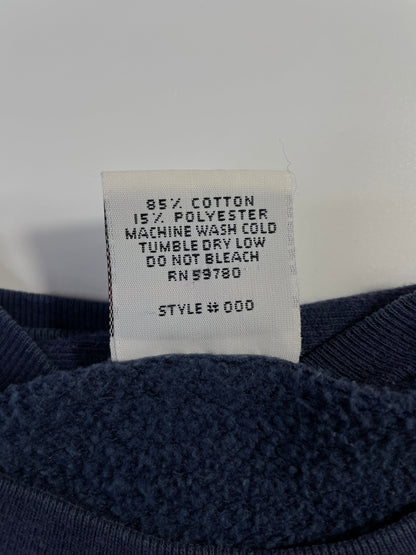 85% COTTON
15% POLYESTER
MACHINE WASH COLD
TUMBLE DRY LOW
DO NOT BLEACH
RN 59780
STYLE # 000